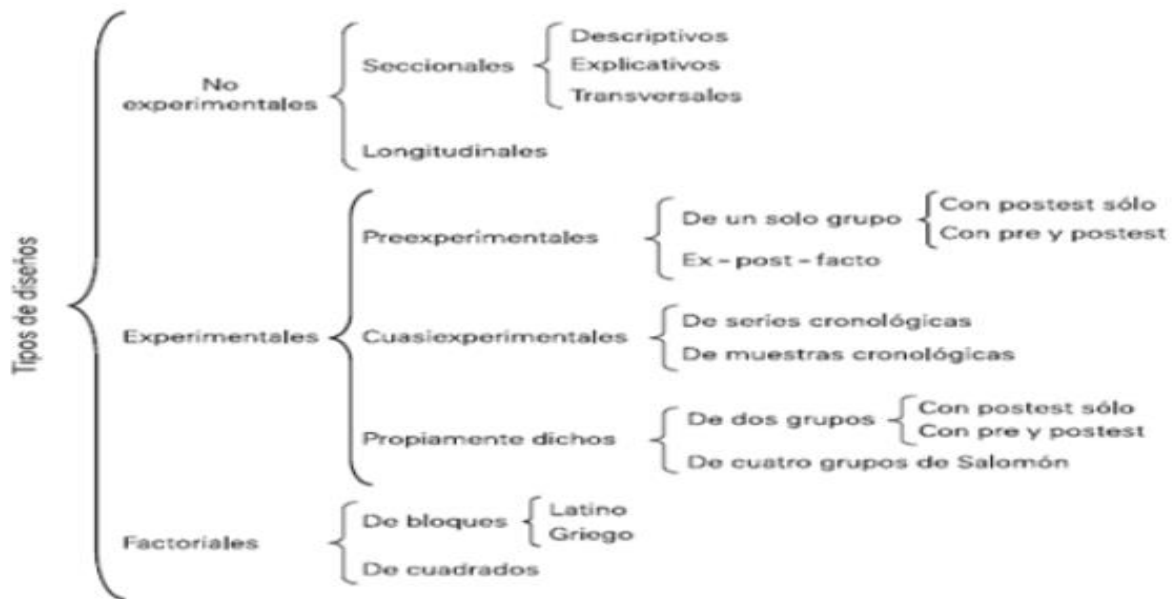 Tipos de diseños
No
experimentales
Seccionales
Descriptivos
Explicativos
Transversales
Longitudinales
Experimentales
Preexperimentales
De un solo grupo
Con postest sólo
Con pre y postest
Ex - post - facto
Cuasiexperimentales
De series cronológicas
De muestras cronológicas
Propiamente dichos
De dos grupos
Con postest sólo
Con pre y postest
De cuatro grupos de Salomón
Factoriales
De bloques
Latino
Griego
De cuadrados